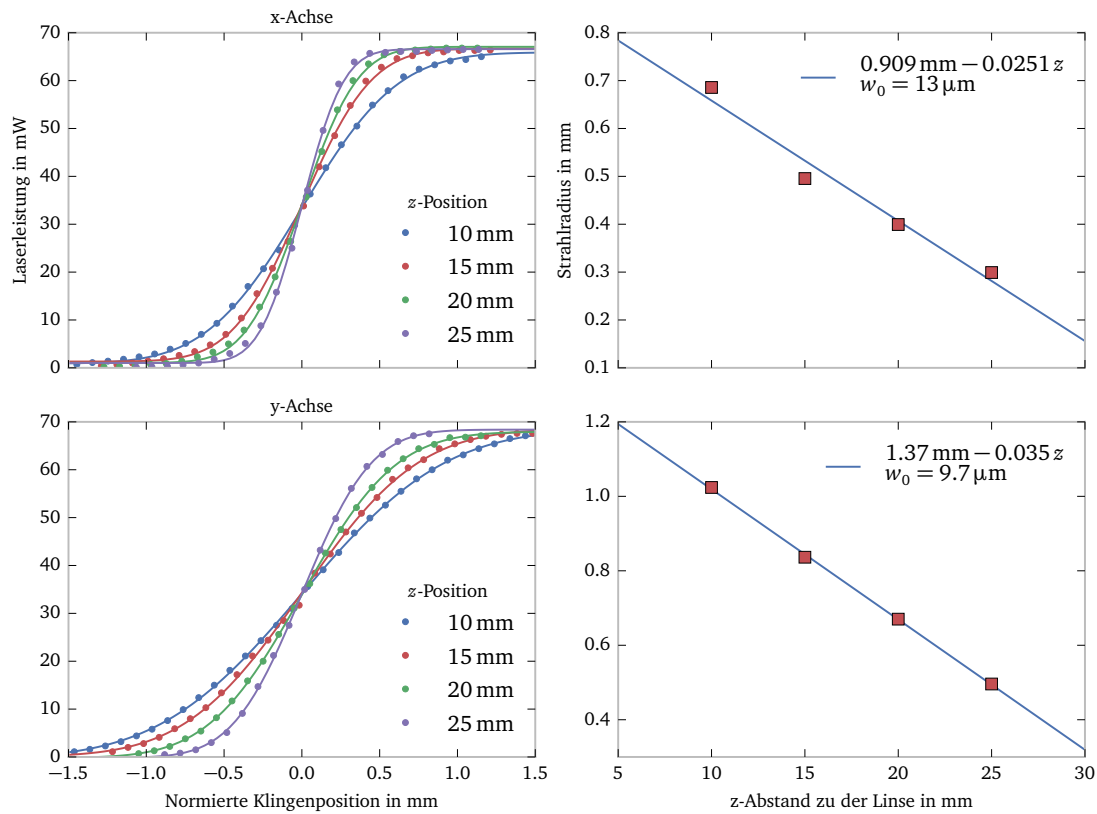 x-Achse
Laserleistung in mW
70
60
50
40
30
20
10
0
z-Position
10 mm
15 mm
20 mm
25 mm
Strahlradius in mm
0.8
0.7
0.6
0.5
0.4
0.3
0.2
0.1
0.909 mm − 0.0251 z
w₀ = 13 μm
y-Achse
70
60
50
40
30
20
10
0
z-Position
10 mm
15 mm
20 mm
25 mm
−1.5 −1.0 −0.5 0.0 0.5 1.0 1.5
Normierte Klingenposition in mm
1.2
1.0
0.8
0.6
0.4
1.37 mm − 0.035 z
w₀ = 9.7 μm
5 10 15 20 25 30
z-Abstand zu der Linse in mm